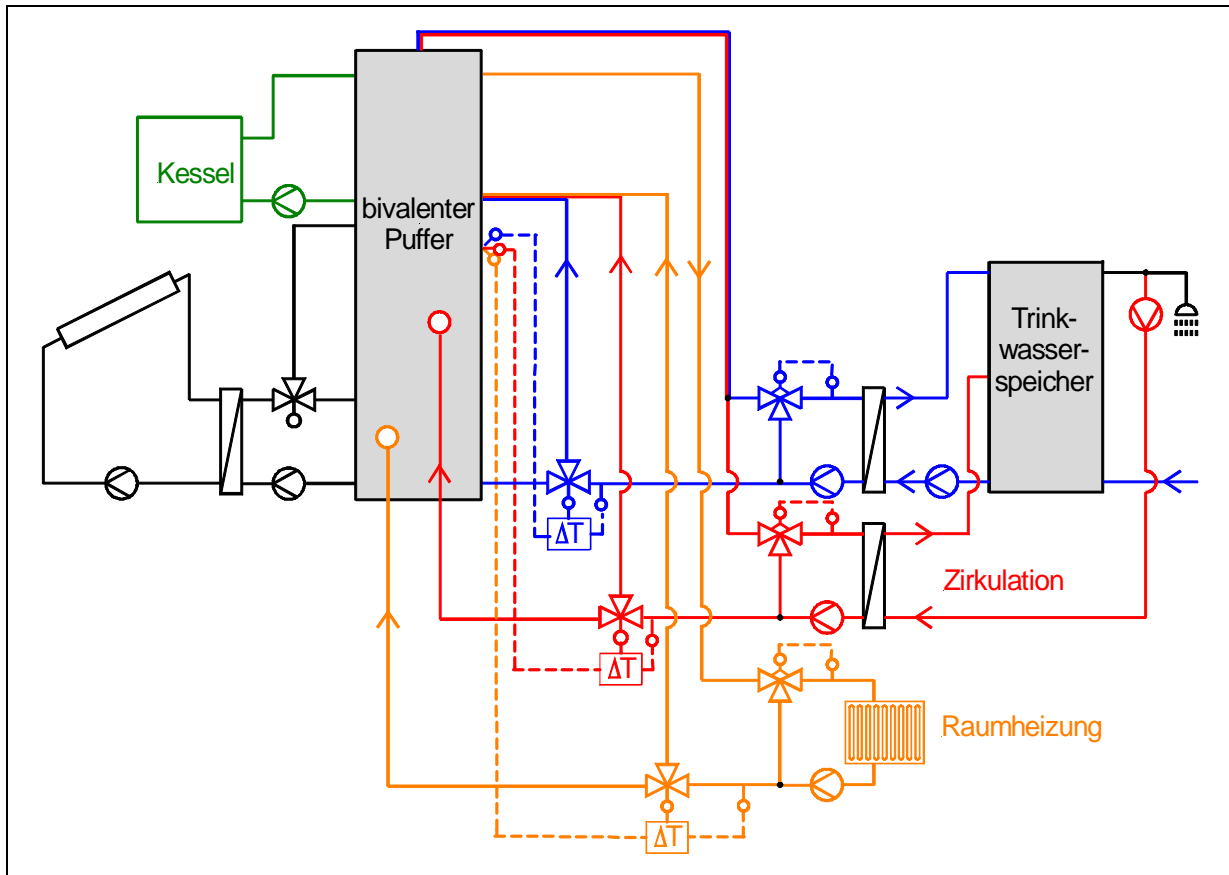 Kessel
bivalenter
Puffer
Trink-
wasser-
speicher
ΔT
Zirkulation
ΔT
Raumheizung
ΔT